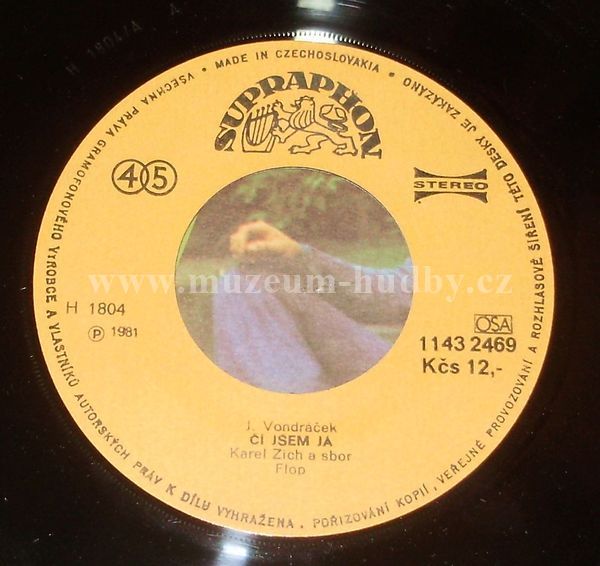 H 1804/A A
VŠECHNA PRÁVA GRAMOFONOVÉHO VÝROBCE A VLASTNÍKŮ AUTORSKÝCH PRÁV K DÍLU VYHRAŽENA. POŘIZOVÁNÍ KOPIÍ, VEŘEJNÉ PROVOZOVÁNÍ A ROZHLASOVÉ ŠÍŘENÍ TÉTO DESKY JE ZAKÁZÁNO • MADE IN CZECHOSLOVAKIA •
SUPRAPHON
45
STEREO
www.muzeum-hudby.cz
H 1804
Ⓟ 1981
OSA
1143 2469
Kčs 12,-
J. Vondráček
ČÍ JSEM JÁ
Karel Zich a sbor
Flop